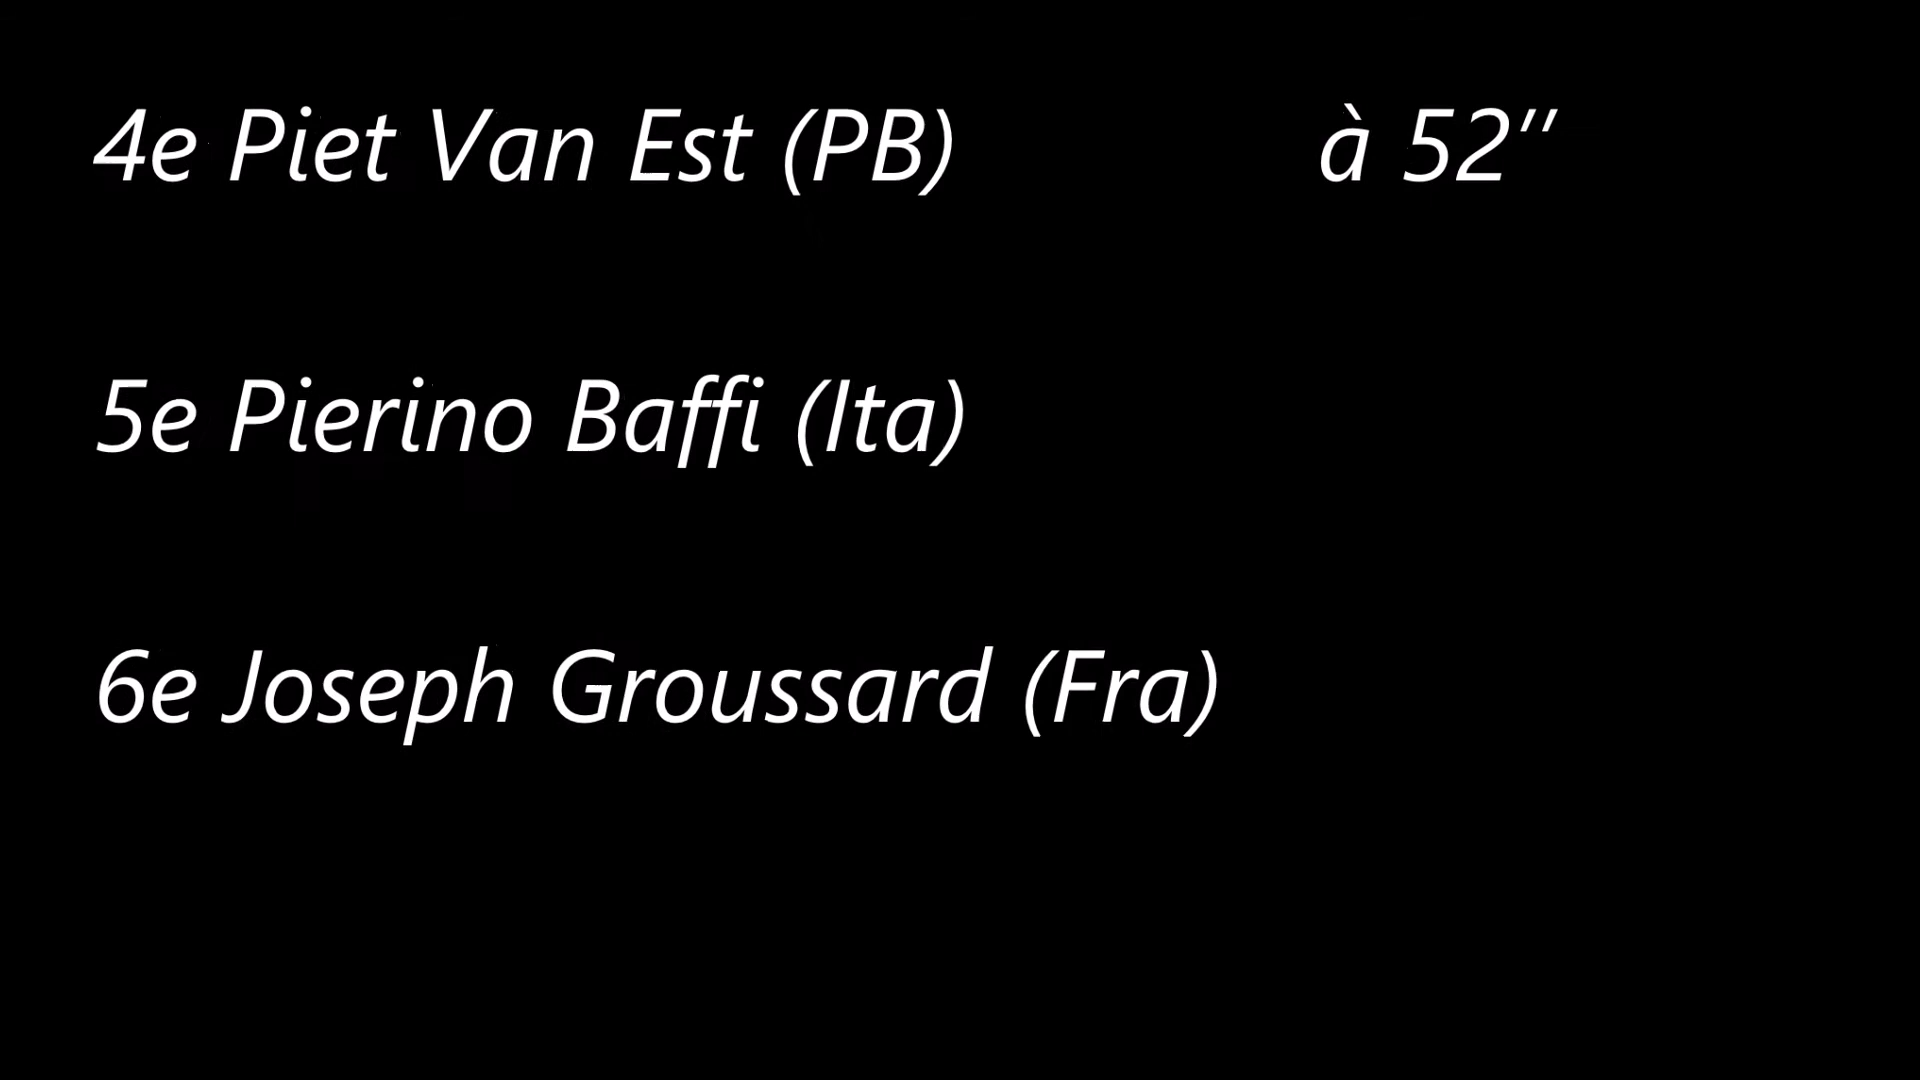 4e Piet Van Est (PB) à 52’’
5e Pierino Baffi (Ita)
6e Joseph Groussard (Fra)